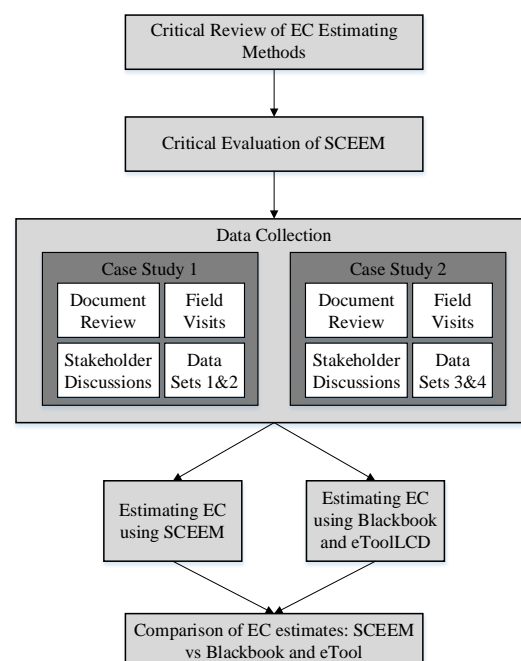 Critical Review of EC Estimating
Methods
Critical Evaluation of SCEEM
Data Collection
Case Study 1
Document
Review
Field
Visits
Stakeholder
Discussions
Data
Sets 1&2
Case Study 2
Document
Review
Field
Visits
Stakeholder
Discussions
Data
Sets 3&4
Estimating EC
using SCEEM
Estimating EC
using Blackbook
and eToolLCD
Comparison of EC estimates: SCEEM
vs Blackbook and eTool